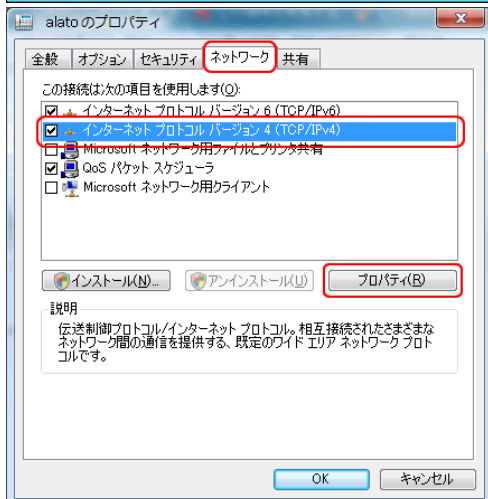 alato のプロパティ
全般 オプション セキュリティ ネットワーク 共有
この接続は次の項目を使用します(O):
インターネット プロトコル バージョン 6 (TCP/IPv6)
インターネット プロトコル バージョン 4 (TCP/IPv4)
Microsoft ネットワーク用ファイルとプリンタ共有
QoS パケット スケジューラ
Microsoft ネットワーク用クライアント
インストール(N)... アンインストール(U) プロパティ(R)
説明
伝送制御プロトコル/インターネット プロトコル。相互接続されたさまざまな
ネットワーク間の通信を提供する、既定のワイド エリア ネットワーク プロト
コルです。
OK キャンセル